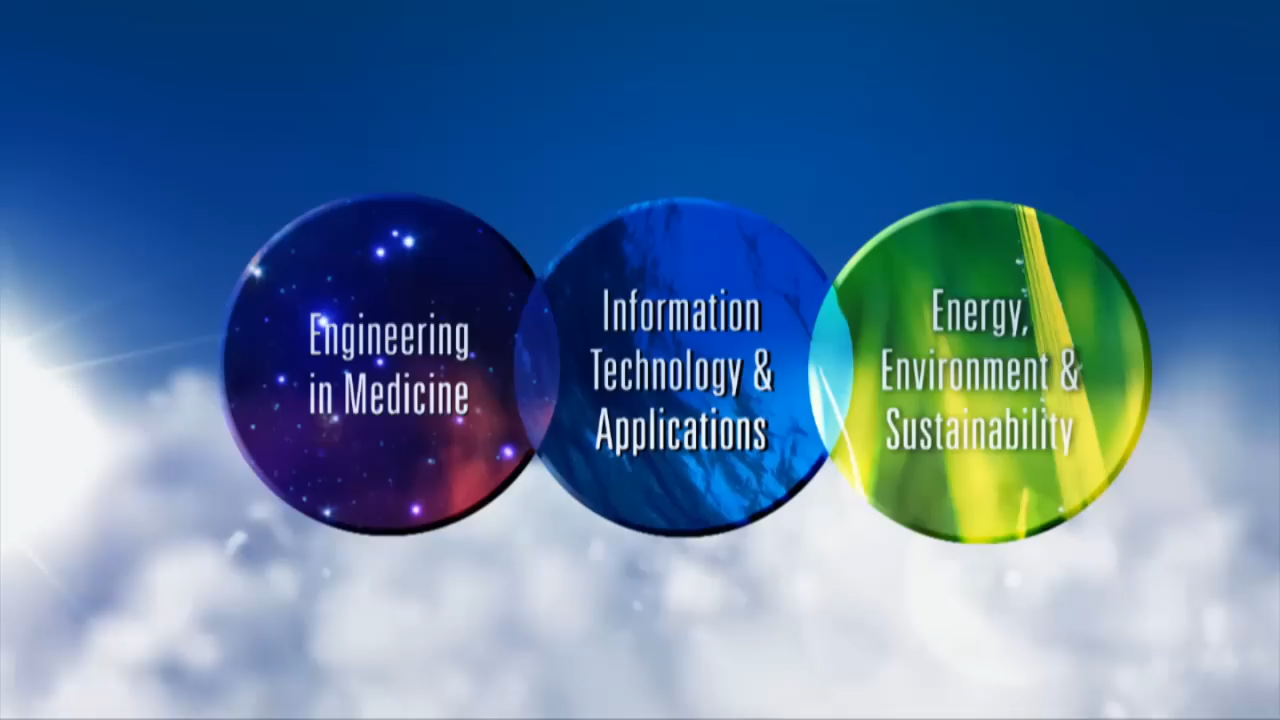 Engineering
in Medicine
Information
Technology &
Applications
Energy,
Environment &
Sustainability